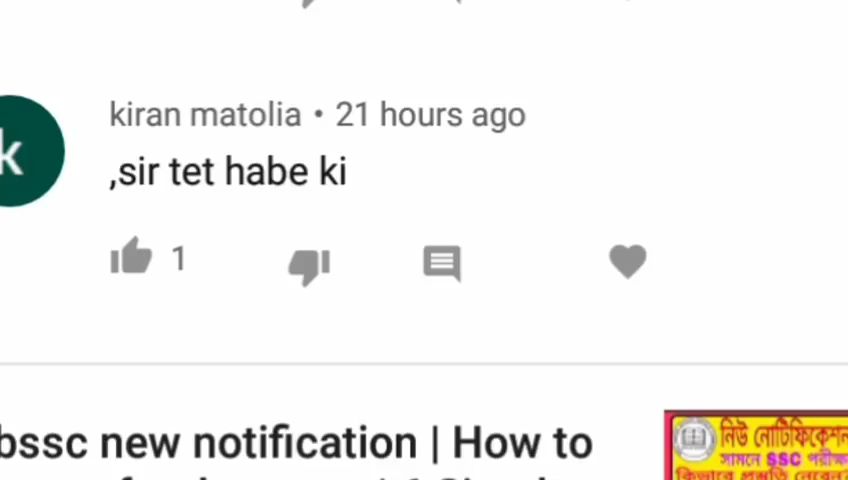 k
kiran matolia • 21 hours ago
,sir tet habe ki
1
bssc new notification | How to
নিউ নোটিফিকেশন
সামনে SSC পরীক্ষ